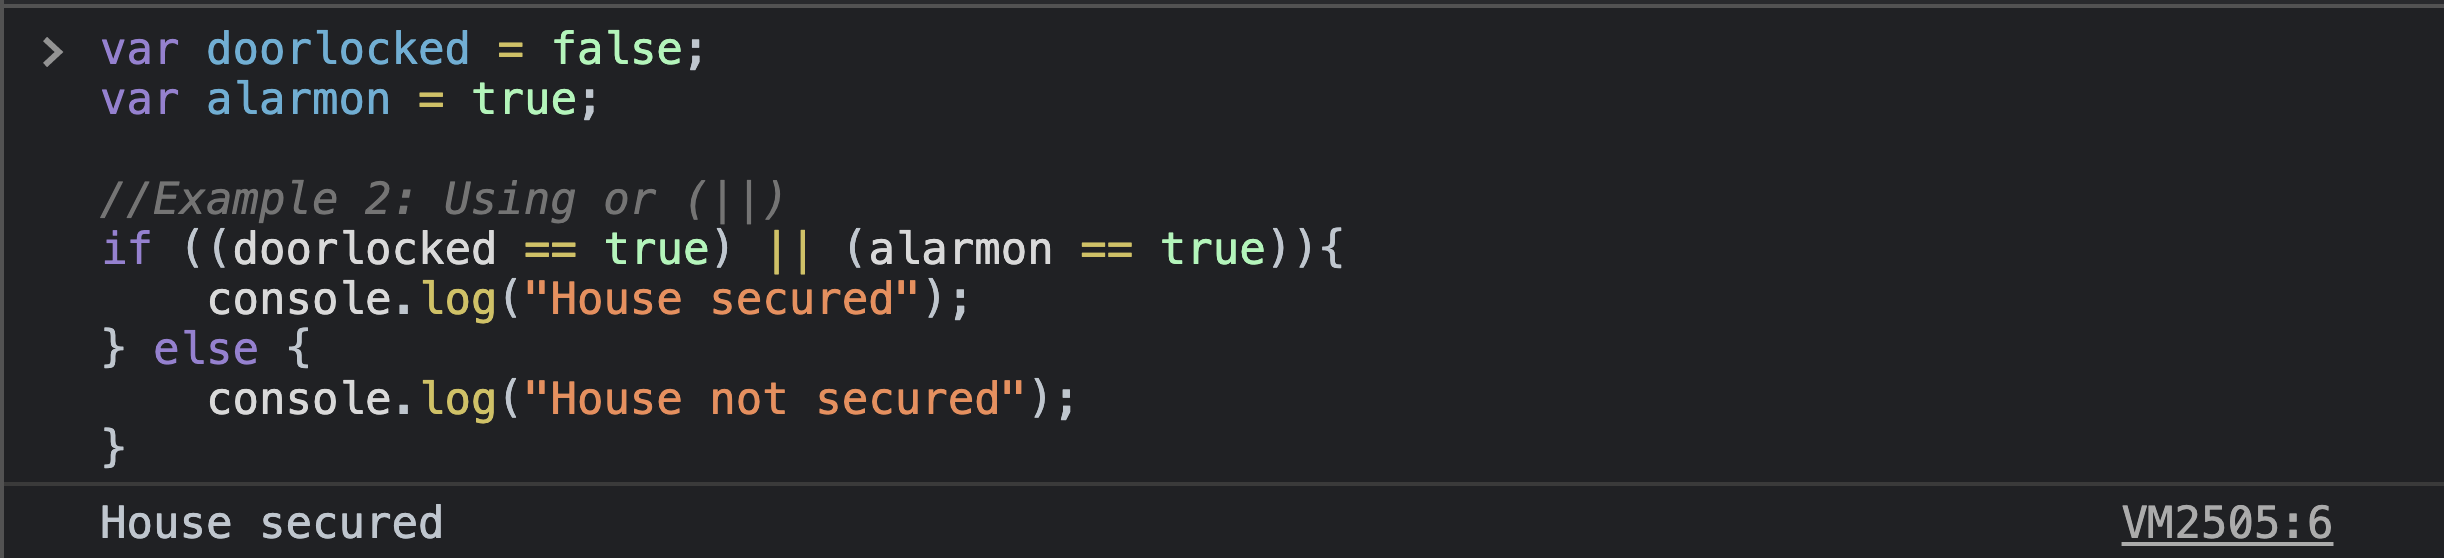 > var doorlocked = false;
var alarmon = true;

//Example 2: Using or (||)
if ((doorlocked == true) || (alarmon == true)){
    console.log("House secured");
} else {
    console.log("House not secured");
}
House secured VM2505:6